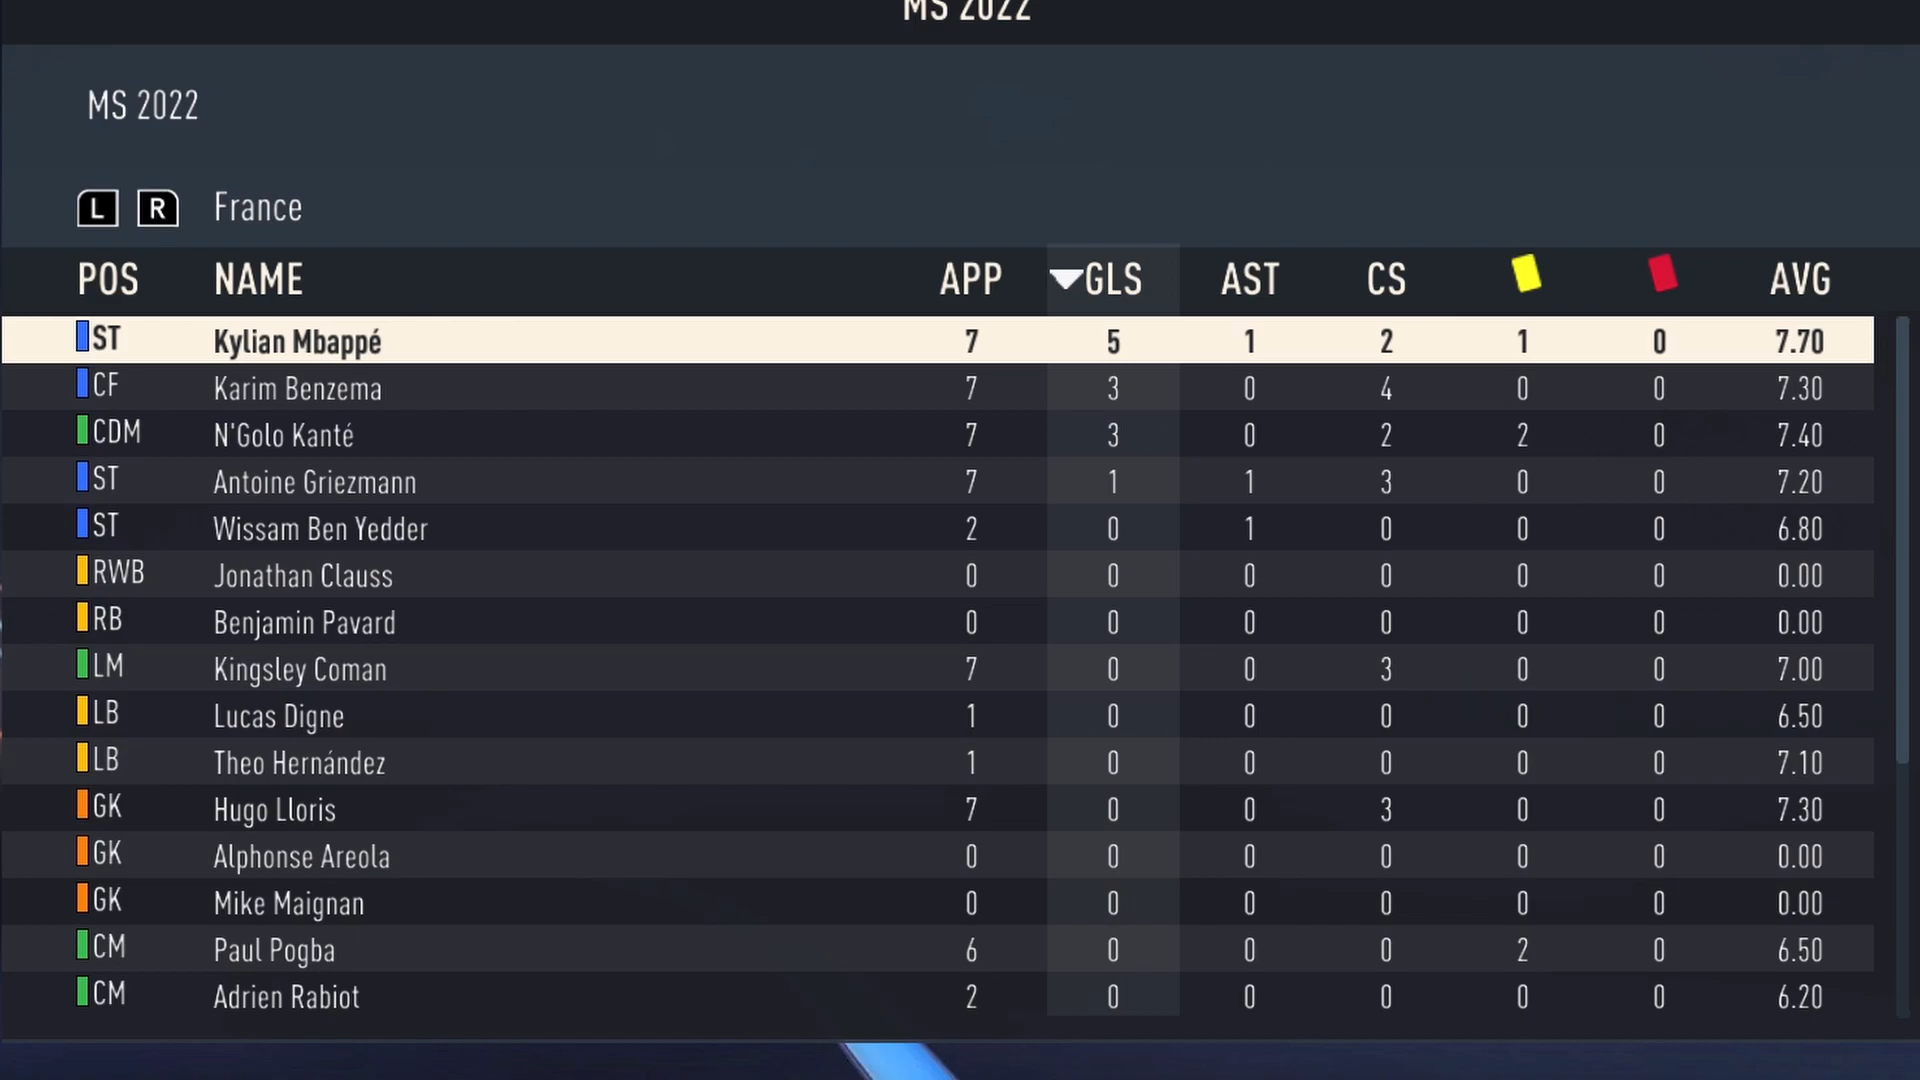 MS 2022
MS 2022
L R France
POS NAME APP GLS AST CS AVG
ST Kylian Mbappé 7 5 1 2 1 0 7.70
CF Karim Benzema 7 3 0 4 0 0 7.30
CDM N'Golo Kanté 7 3 0 2 2 0 7.40
ST Antoine Griezmann 7 1 1 3 0 0 7.20
ST Wissam Ben Yedder 2 0 1 0 0 0 6.80
RWB Jonathan Clauss 0 0 0 0 0 0 0.00
RB Benjamin Pavard 0 0 0 0 0 0 0.00
LM Kingsley Coman 7 0 0 3 0 0 7.00
LB Lucas Digne 1 0 0 0 0 0 6.50
LB Theo Hernández 1 0 0 0 0 0 7.10
GK Hugo Lloris 7 0 0 3 0 0 7.30
GK Alphonse Areola 0 0 0 0 0 0 0.00
GK Mike Maignan 0 0 0 0 0 0 0.00
CM Paul Pogba 6 0 0 0 2 0 6.50
CM Adrien Rabiot 2 0 0 0 0 0 6.20